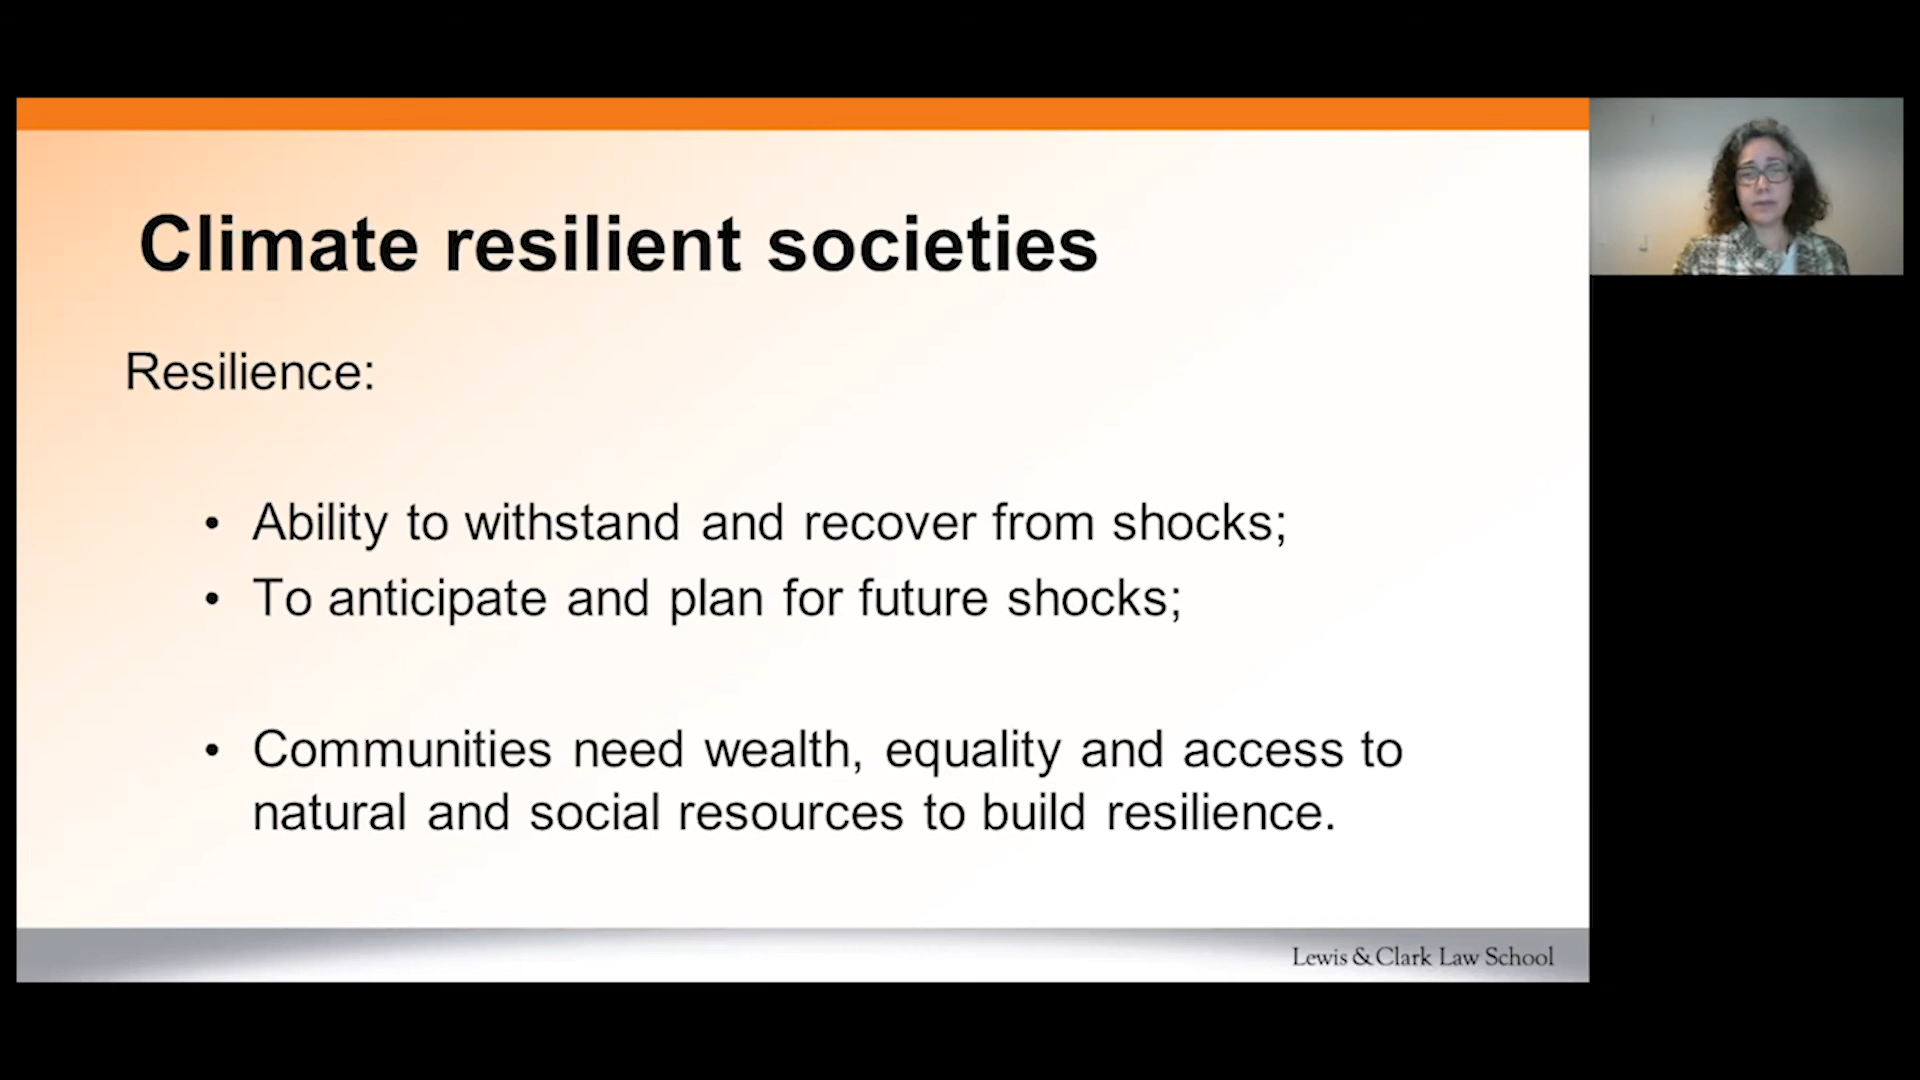 Climate resilient societies
Resilience:
• Ability to withstand and recover from shocks;
• To anticipate and plan for future shocks;
• Communities need wealth, equality and access to
natural and social resources to build resilience.
Lewis & Clark Law School